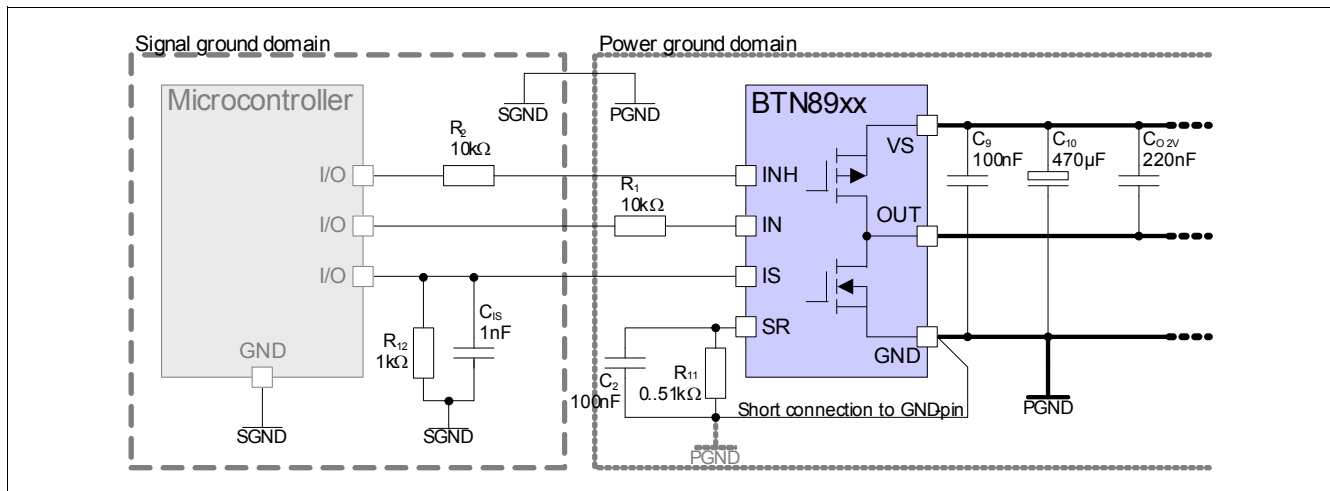 Signal ground domain
Power ground domain
Microcontroller
SGND
PGND
BTN89xx
R2
10kΩ
I/O
INH
R1
10kΩ
I/O
IN
I/O
IS
VS
C9
100nF
C10
470µF
CO 2V
220nF
OUT
CIS
1nF
R12
1kΩ
SR
GND
GND
C2
100nF
R11
0..51kΩ
Short connection to GND-pin
SGND
SGND
PGND
PGND